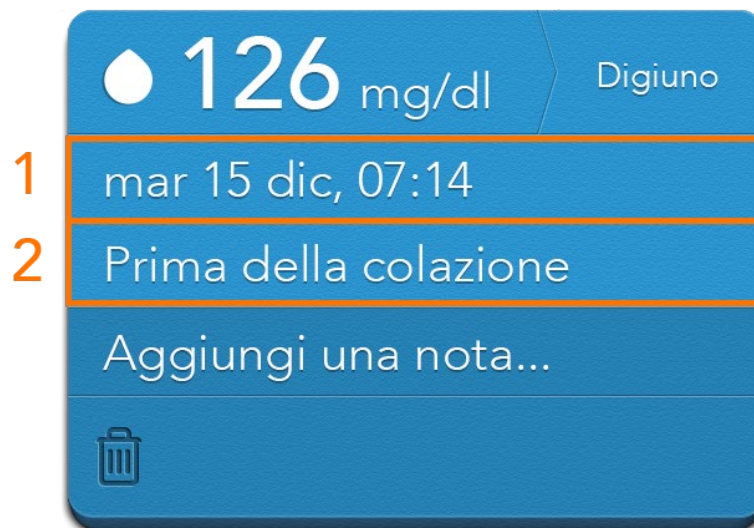 126 mg/dl Digiuno
1 mar 15 dic, 07:14
2 Prima della colazione
Aggiungi una nota...